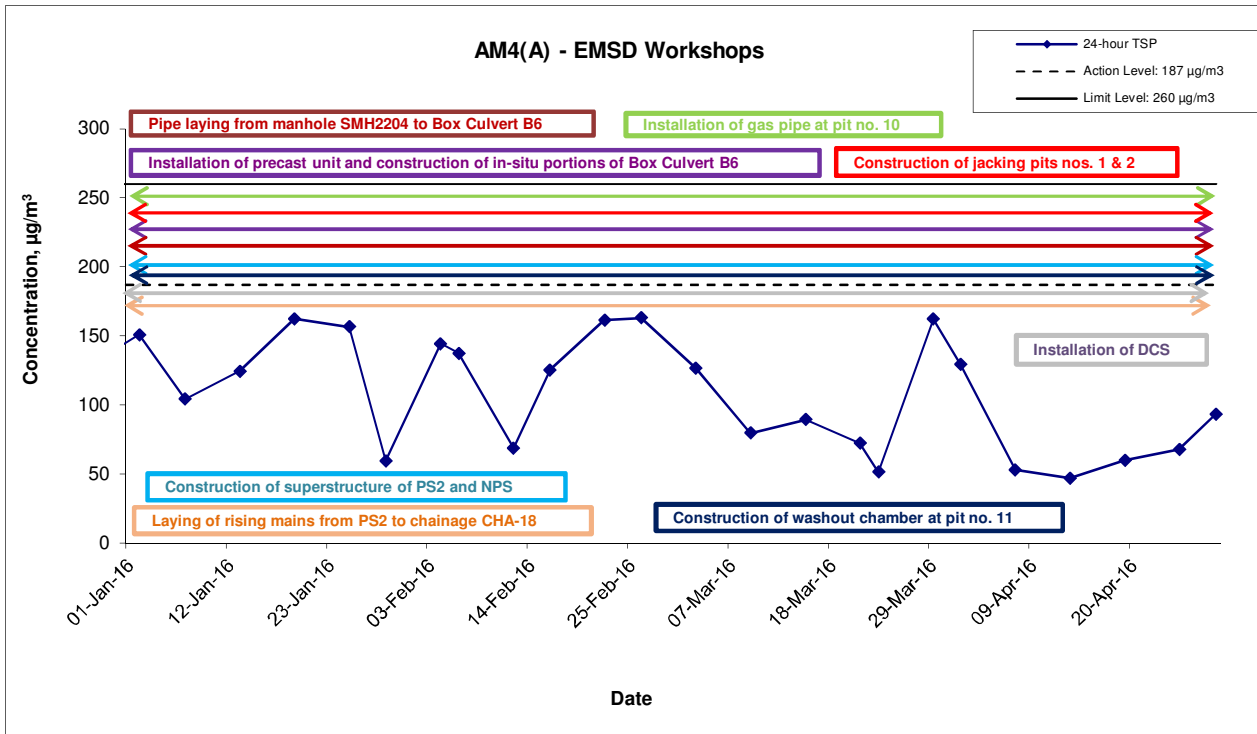 AM4(A) - EMSD Workshops
24-hour TSP
Action Level: 187 µg/m3
Limit Level: 260 µg/m3
Concentration, µg/m³
300
250
200
150
100
50
0
Pipe laying from manhole SMH2204 to Box Culvert B6
Installation of gas pipe at pit no. 10
Installation of precast unit and construction of in-situ portions of Box Culvert B6
Construction of jacking pits nos. 1 & 2
Installation of DCS
Construction of superstructure of PS2 and NPS
Laying of rising mains from PS2 to chainage CHA-18
Construction of washout chamber at pit no. 11
01-Jan-16
12-Jan-16
23-Jan-16
03-Feb-16
14-Feb-16
25-Feb-16
07-Mar-16
18-Mar-16
29-Mar-16
09-Apr-16
20-Apr-16
Date